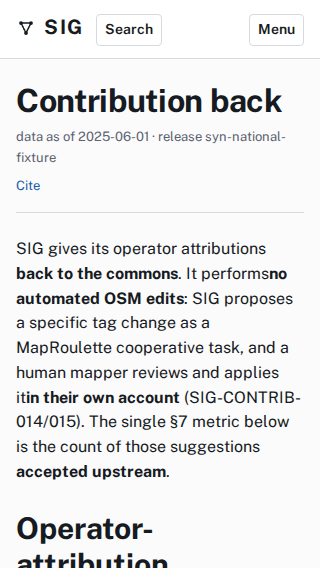 SIG
Search
Menu
Contribution back
data as of 2025-06-01 · release syn-national-
fixture
Cite
SIG gives its operator attributions
back to the commons. It performsno
automated OSM edits: SIG proposes
a specific tag change as a
MapRoulette cooperative task, and a
human mapper reviews and applies
itin their own account (SIG-CONTRIB-
014/015). The single §7 metric below
is the count of those suggestions
accepted upstream.
Operator-
attribution